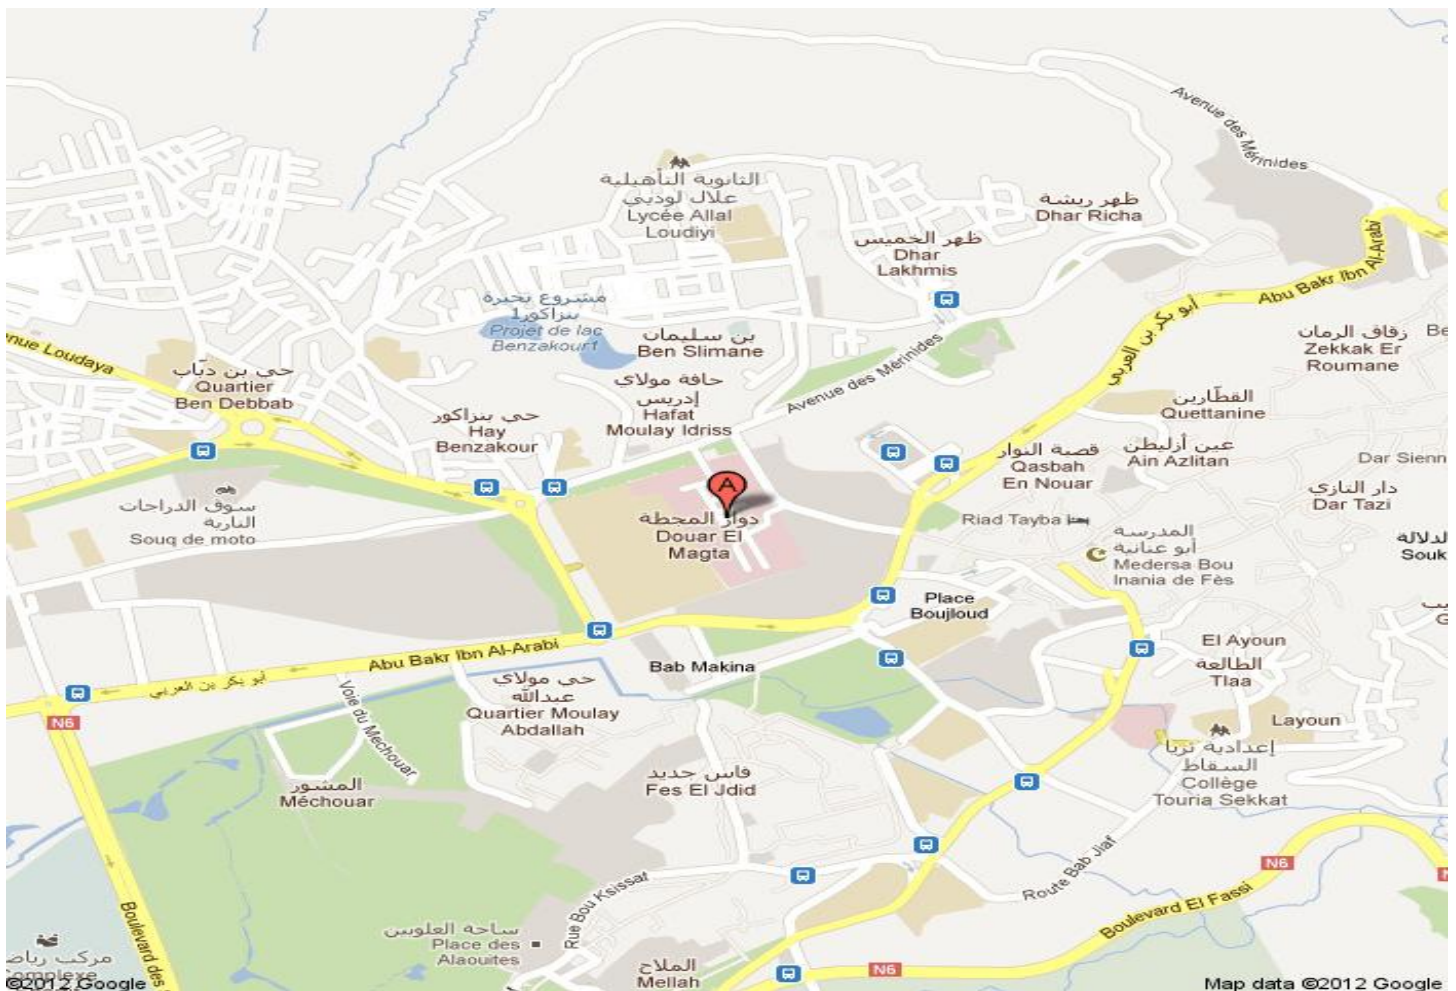 Avenue des Mérinides
الثانوية التأهيلية
علال لوديي
Lycée Allal
Loudiyi
ظهر ريشة
Dhar Richa
ظهر الخميس
Dhar
Lakhmis
Abu Bakr Ibn Al-Arabi
أبو بكر بن العربي
مشروع بحيرة
بنزاكور1
Projet de lac
Benzakour1
بن سليمان
Ben Slimane
زقاق الرمان
Zekkak Er
Roumane
enue Loudaya
حي بن دبّاب
Quartier
Ben Debbab
حافة مولاي
إدريس
Hafat
Moulay Idriss
Avenue des Mérinides
القطّارين
Quettanine
حي بنزاكور
Hay
Benzakour
قصبة النوار
Qasbah
En Nouar
عين أزليطن
Ain Azlitan
Dar Sienn
سوق الدراجات
النارية
Souq de moto
A
دوار المحطة
Douar El
Magta
Riad Tayba
دار التازي
Dar Tazi
المدرسة
أبو عنانية
Medersa Bou
Inania de Fès
الدلالة
Souk
Place
Boujloud
El Ayoun
الطالعة
Tlaa
Abu Bakr Ibn Al-Arabi
أبو بكر بن العربي
Bab Makina
N6
Voie du Mechouar
حي مولاي
عبدالله
Quartier Moulay
Abdallah
Layoun
المشور
Méchouar
فاس جديد
Fes El Jdid
إعدادية ثريا
السقاط
Collège
Touria Sekkat
Route Bab Jiaf
N6
Boulevard El Fassi
Boulevard des
Rue Bou Ksissat
ساحة العلويين
Place des
Alaouites
الملاح
Mellah
N6
مركب رياض
Complexe
©2012 Google
Map data ©2012 Google